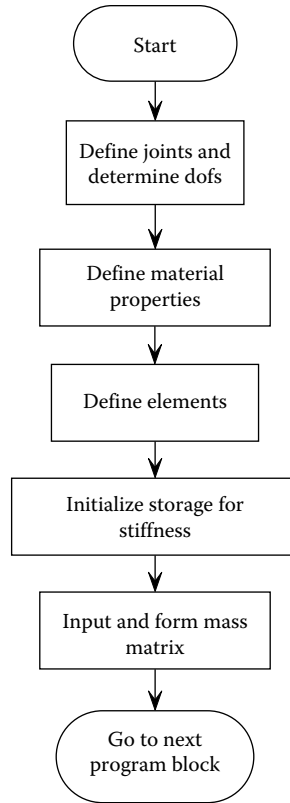 Start
Define joints and
determine dofs
Define material
properties
Define elements
Initialize storage for
stiffness
Input and form mass
matrix
Go to next
program block